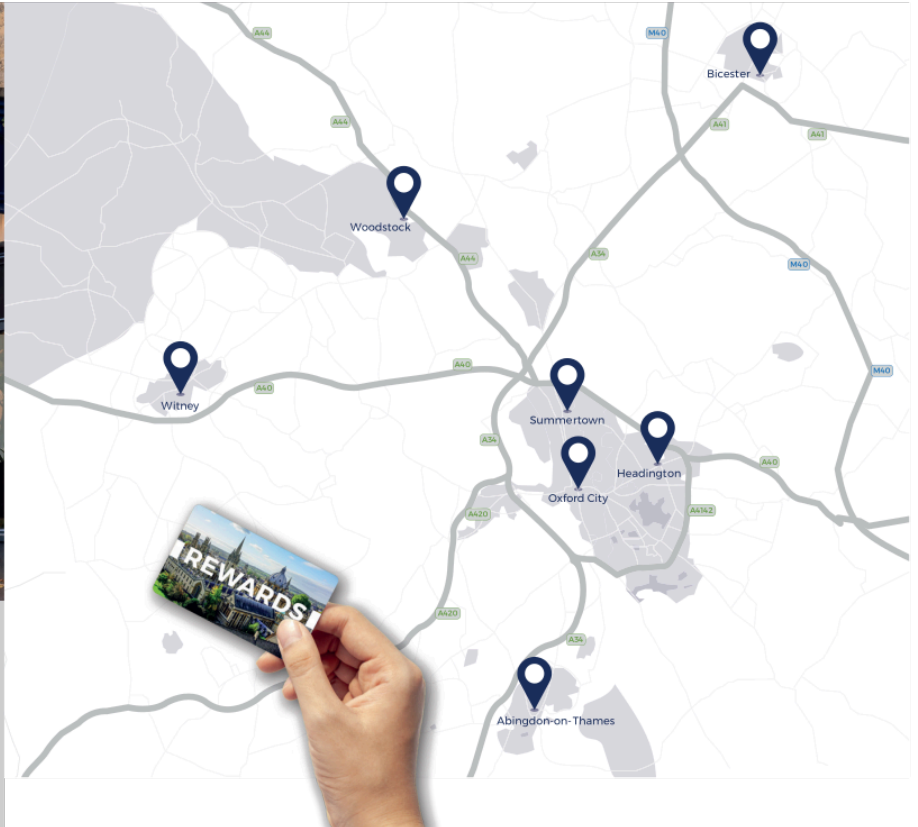 A44
M40
Bicester
A44
A41
A41
Woodstock
A44
A34
M40
A40
A40
Witney
M40
Summertown
A34
Headington
A40
Oxford City
A420
A4142
REWARDS
A420
A34
Abingdon-on-Thames